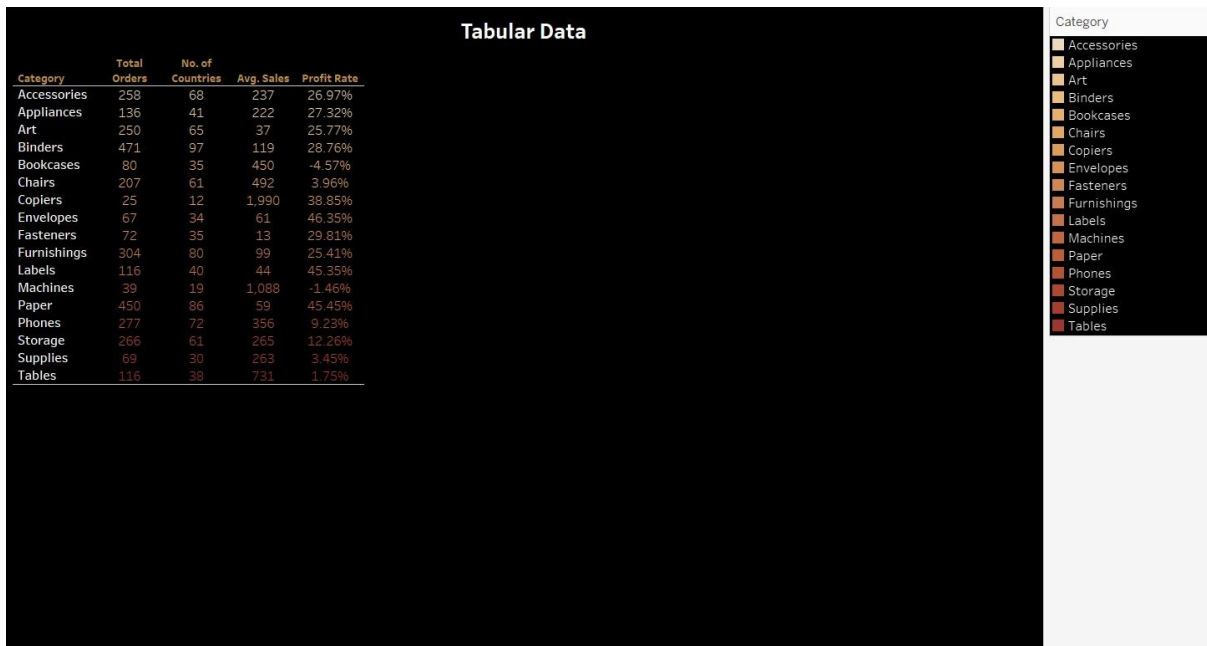 Tabular Data
Total No. of
Category Orders Countries Avg. Sales Profit Rate
Accessories 258 68 237 26.97%
Appliances 136 41 222 27.32%
Art 250 65 37 25.77%
Binders 471 97 119 28.76%
Bookcases 80 35 450 -4.57%
Chairs 207 61 492 3.96%
Copiers 25 12 1,990 38.85%
Envelopes 67 34 61 46.35%
Fasteners 72 35 13 29.81%
Furnishings 304 80 99 25.41%
Labels 116 40 44 45.35%
Machines 39 19 1,088 -1.46%
Paper 450 86 59 45.45%
Phones 277 72 356 9.23%
Storage 266 61 265 12.26%
Supplies 69 30 263 3.45%
Tables 116 38 731 1.75%
Category
Accessories
Appliances
Art
Binders
Bookcases
Chairs
Copiers
Envelopes
Fasteners
Furnishings
Labels
Machines
Paper
Phones
Storage
Supplies
Tables